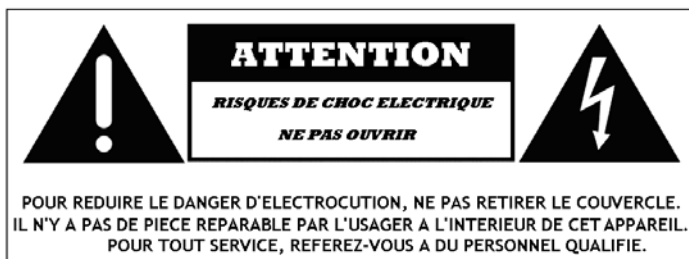 ATTENTION
RISQUES DE CHOC ELECTRIQUE
NE PAS OUVRIR
POUR REDUIRE LE DANGER D'ELECTROCUTION, NE PAS RETIRER LE COUVERCLE.
IL N'Y A PAS DE PIECE REPARABLE PAR L'USAGER A L'INTERIEUR DE CET APPAREIL.
POUR TOUT SERVICE, REFEREZ-VOUS A DU PERSONNEL QUALIFIE.